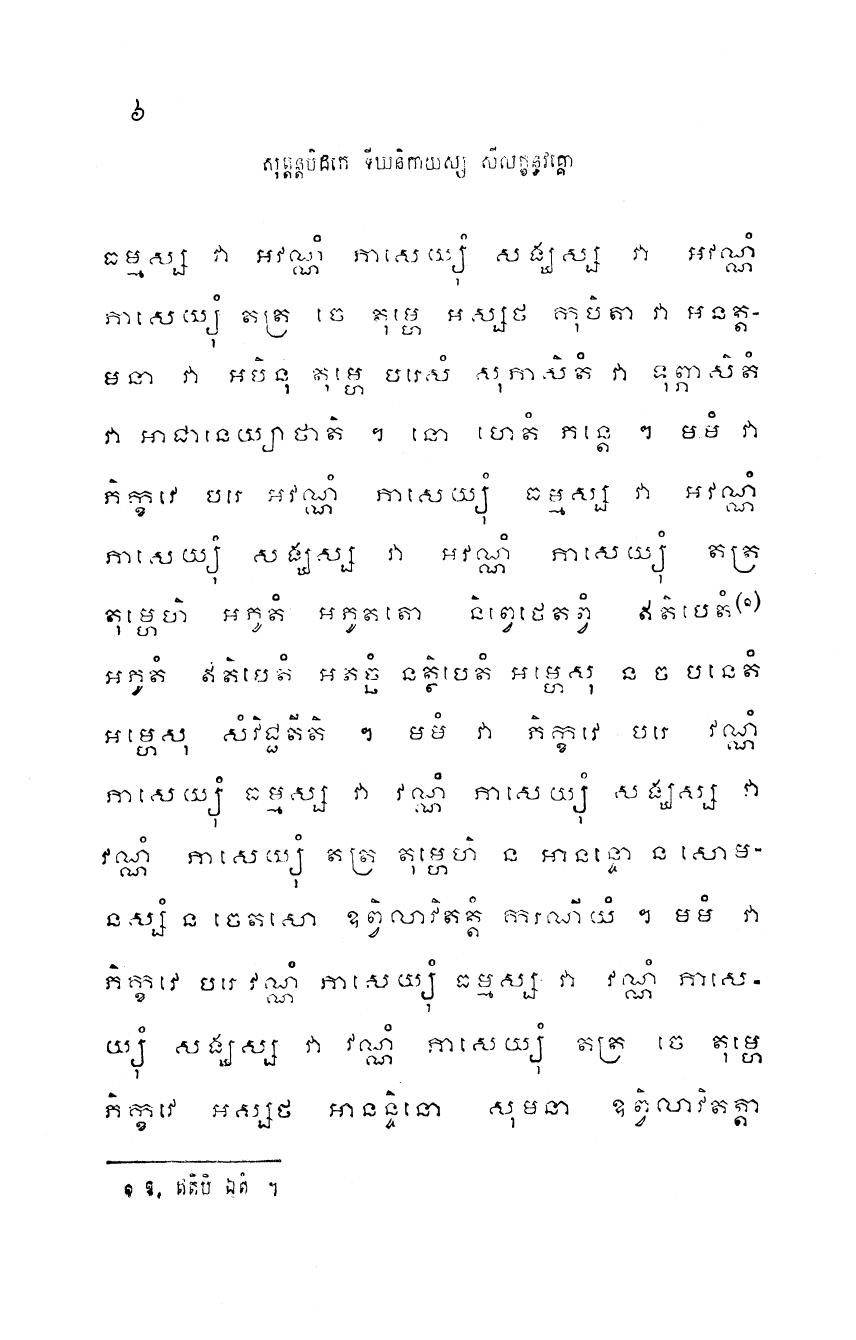 ៦
សុត្តន្តបិដកេ ទីឃនិកាយស្ស សីលក្ខន្ធវគ្គោ
ធម្មស្ស វា អវណ្ណំ ភាសេយ្យុំ សង្ឃស្ស វា អវណ្ណំ
ភាសេយ្យុំ តត្រ ចេ តុម្ហេ អស្សថ កុបិតា វា អនត្ត-
មនា វា អបិនុ តុម្ហេ បរេសំ សុភាសិតំ វា ទុព្ភាសិតំ
វា អាជានេយ្យាថាតិ ។ នោ ហេតំ ភន្តេ ។ មមំ វា
ភិក្ខវេ បរេ អវណ្ណំ ភាសេយ្យុំ ធម្មស្ស វា អវណ្ណំ
ភាសេយ្យុំ សង្ឃស្ស វា អវណ្ណំ ភាសេយ្យុំ តត្រ
តុម្ហេហិ អភូតំ អភូតតោ និព្វេឋេតព្វំ ឥតិបេតំ(១)
អភូតំ ឥតិបេតំ អតច្ឆំ នត្ថិបេតំ អម្ហេសុ ន ច បនេតំ
អម្ហេសុ សំវិជ្ជតីតិ ។ មមំ វា ភិក្ខវេ បរេ វណ្ណំ
ភាសេយ្យុំ ធម្មស្ស វា វណ្ណំ ភាសេយ្យុំ សង្ឃស្ស វា
វណ្ណំ ភាសេយ្យុំ តត្រ តុម្ហេហិ ន អានន្ទោ ន សោម-
នស្សំ ន ចេតសោ ឧព្វិលាវិតត្តំ ករណីយំ ។ មមំ វា
ភិក្ខវេ បរេ វណ្ណំ ភាសេយ្យុំ ធម្មស្ស វា វណ្ណំ ភាសេ-
យ្យុំ សង្ឃស្ស វា វណ្ណំ ភាសេយ្យុំ តត្រ ចេ តុម្ហេ
ភិក្ខវេ អស្សថ អានន្ទិនោ សុមនា ឧព្វិលាវិតត្តា
១ ឱ. ឥតិបិ ឯតំ ។